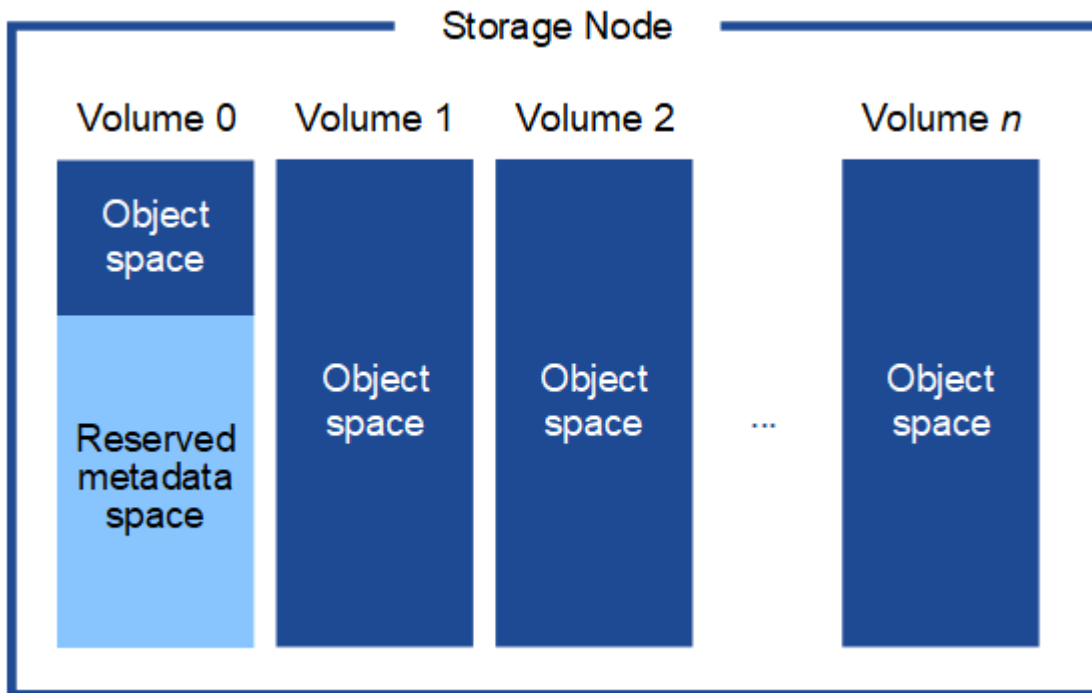 Storage Node
Volume 0
Volume 1
Volume 2
Volume n
Object
space
Reserved
metadata
space
Object
space
Object
space
...
Object
space